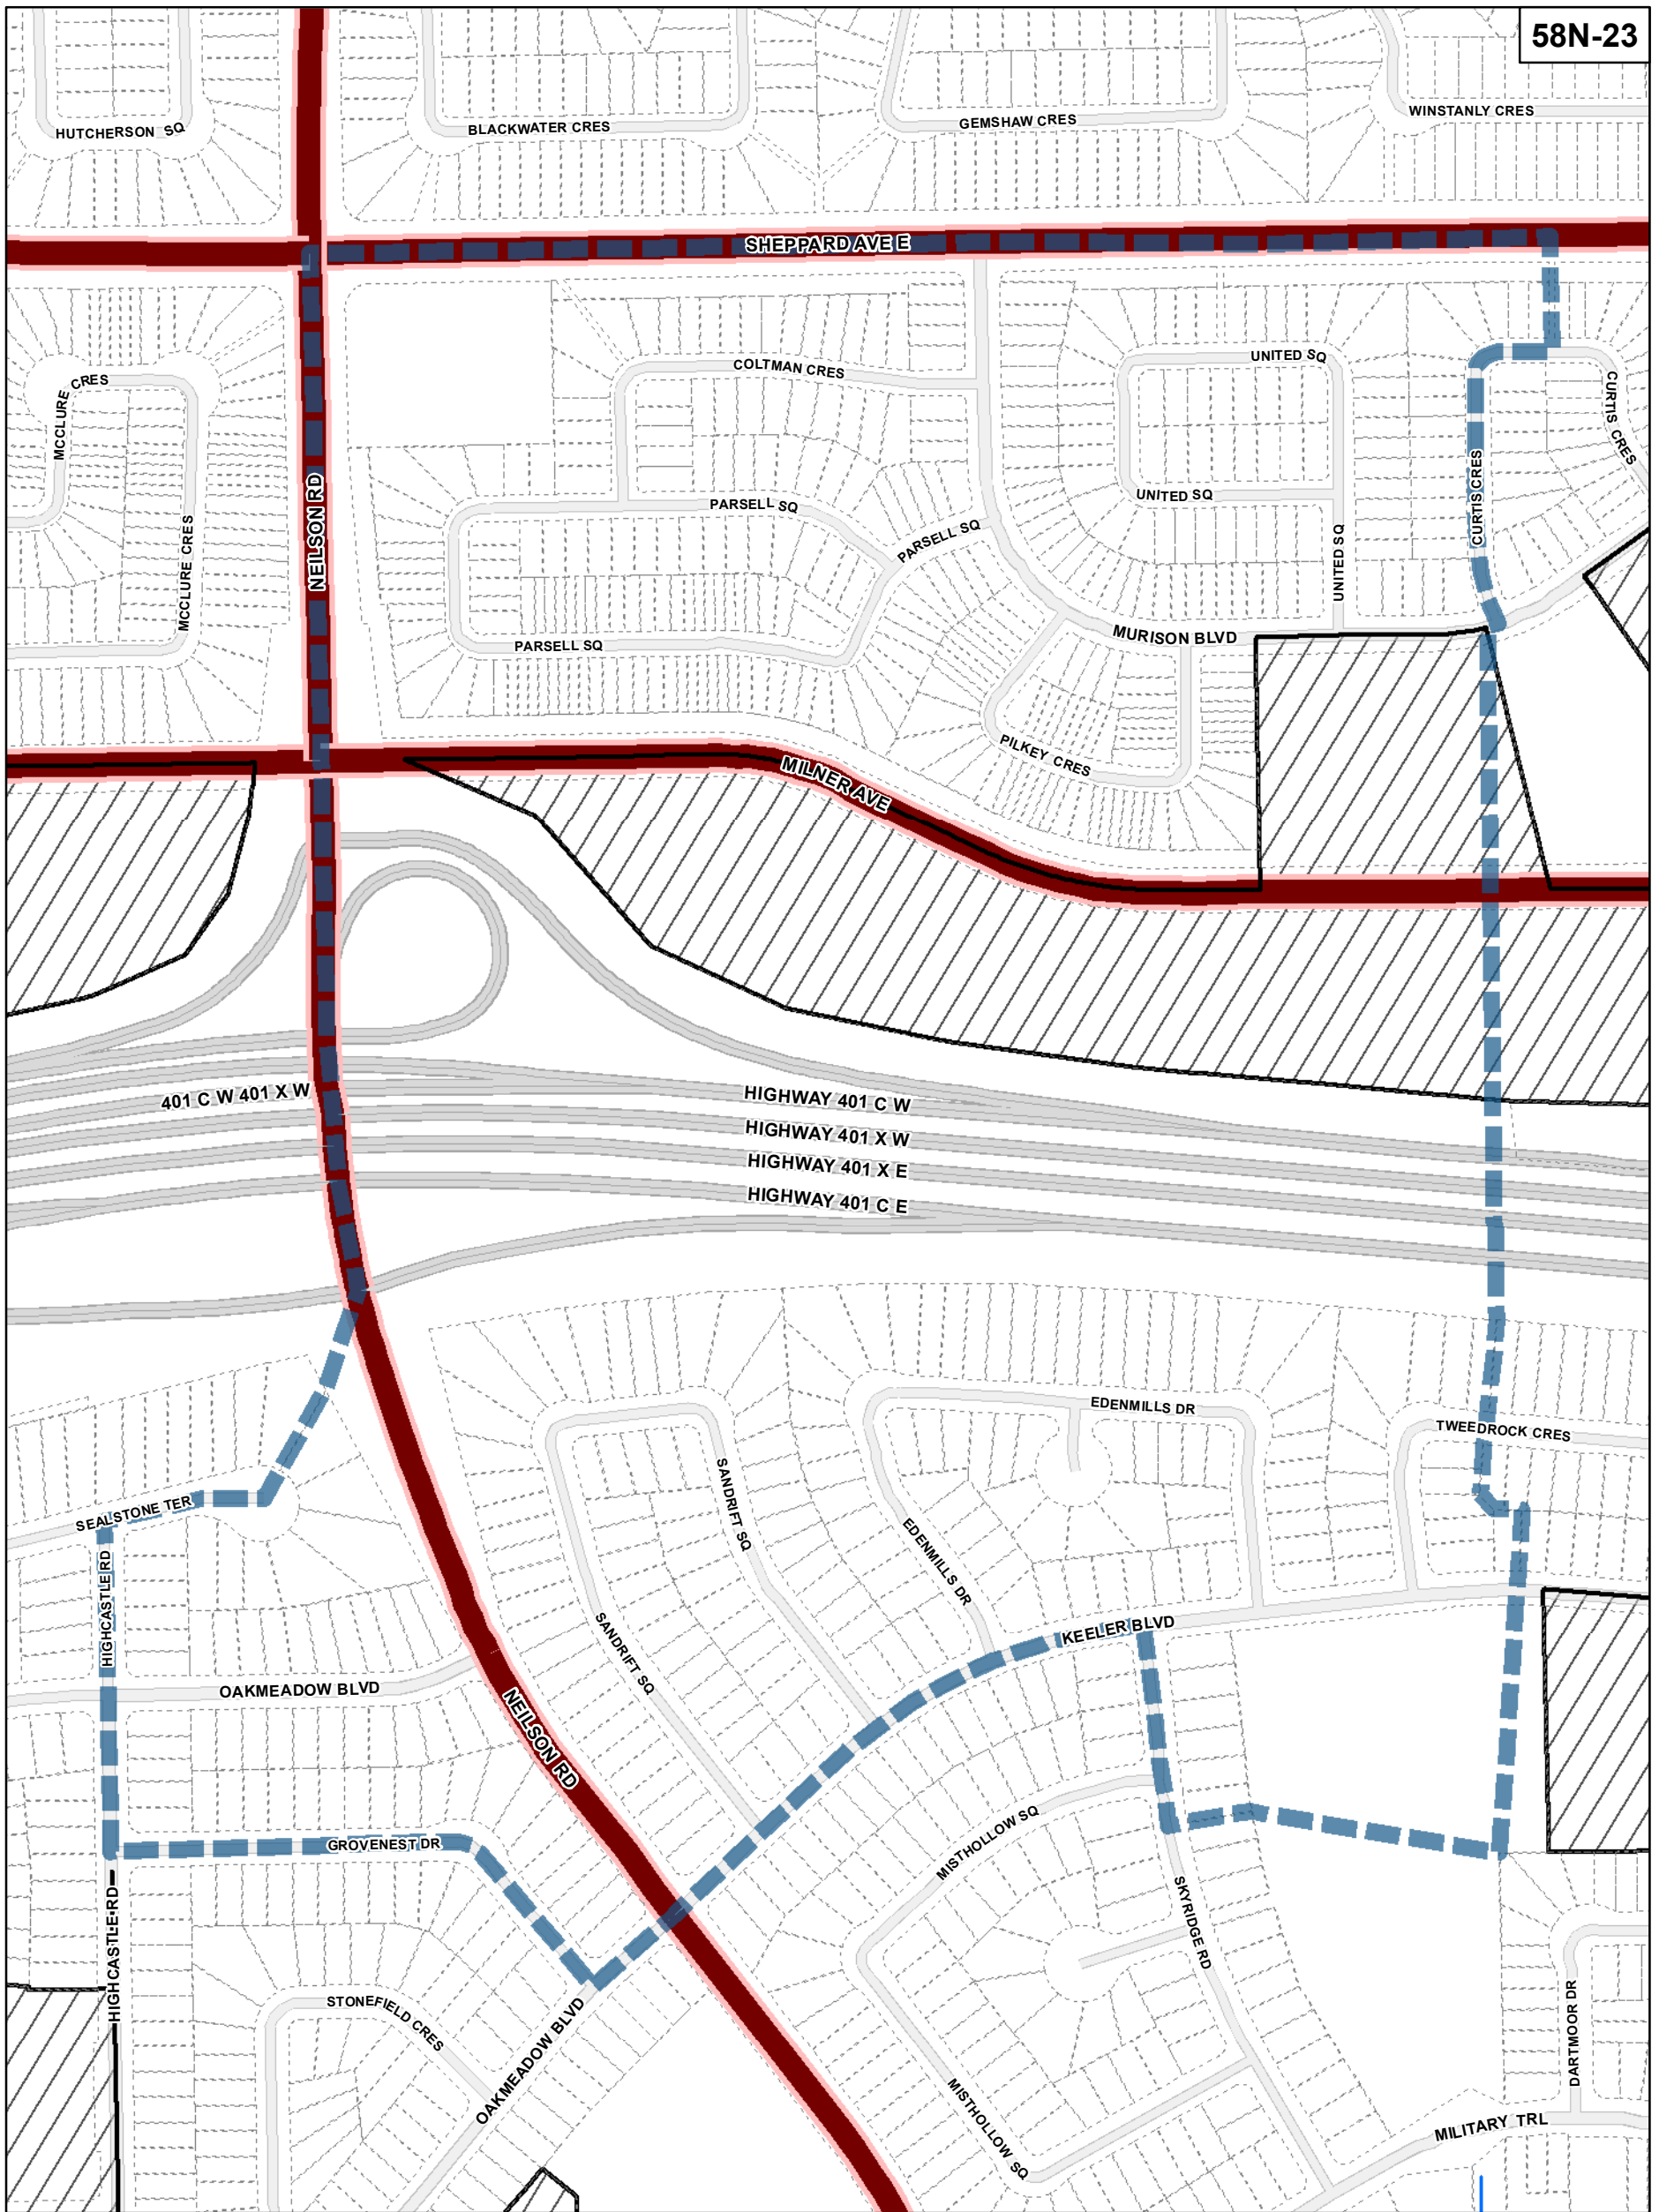 58N-23
HUTCHERSON SQ
BLACKWATER CRES
GEMSHAW CRES
WINSTANLY CRES
SHEPPARD AVE E
MCCLURE CRES
MCCLURE CRES
NEILSON RD
COLTMAN CRES
UNITED SQ
CURTIS CRES
CURTIS CRES
PARSELL SQ
PARSELL SQ
UNITED SQ
UNITED SQ
PARSELL SQ
MURISON BLVD
PILKEY CRES
MILNER AVE
401 C W 401 X W
HIGHWAY 401 C W
HIGHWAY 401 X W
HIGHWAY 401 X E
HIGHWAY 401 C E
EDENMILLS DR
TWEEDROCK CRES
SEALSTONE TER
SANDRIFT SQ
EDENMILLS DR
HIGHCASTLE RD
SANDRIFT SQ
KEELER BLVD
OAKMEADOW BLVD
NEILSON RD
MISTHOLLOW SQ
GROVENEST DR
SKYRIDGE RD
HIGHCASTLE RD
STONEFIELD CRES
OAKMEADOW BLVD
DARTMOOR DR
MISTHOLLOW SQ
MILITARY TRL